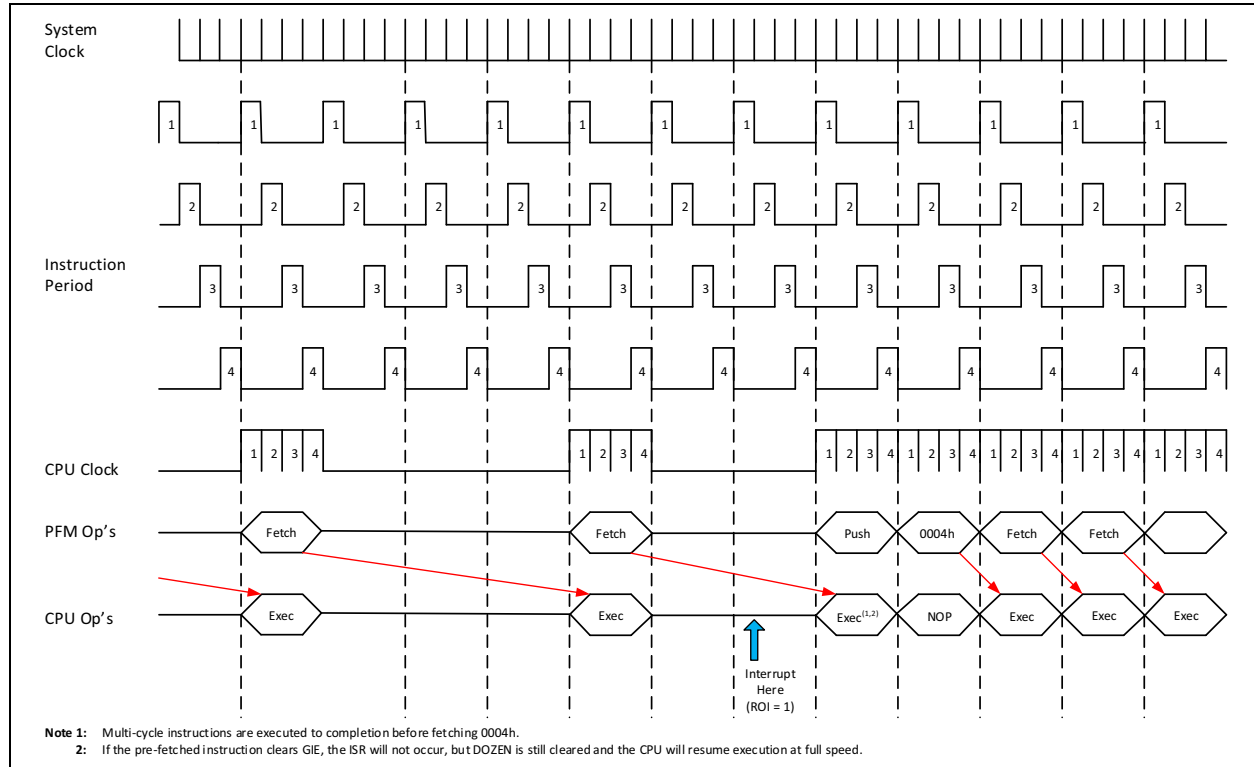 System
Clock
1 1 1 1 1 1 1 1 1 1 1 1 1
2 2 2 2 2 2 2 2 2 2 2 2 2
Instruction
Period
3 3 3 3 3 3 3 3 3 3 3 3 3
4 4 4 4 4 4 4 4 4 4 4 4 4
CPU Clock
1 2 3 4 1 2 3 4 1 2 3 4 1 2 3 4 1 2 3 4 1 2 3 4 1 2 3 4
PFM Op's
Fetch Fetch Push 0004h Fetch Fetch
CPU Op's
Exec Exec Exec(1,2) NOP Exec Exec Exec
Interrupt
Here
(ROI = 1)
Note 1: Multi-cycle instructions are executed to completion before fetching 0004h.
2: If the pre-fetched instruction clears GIE, the ISR will not occur, but DOZEN is still cleared and the CPU will resume execution at full speed.